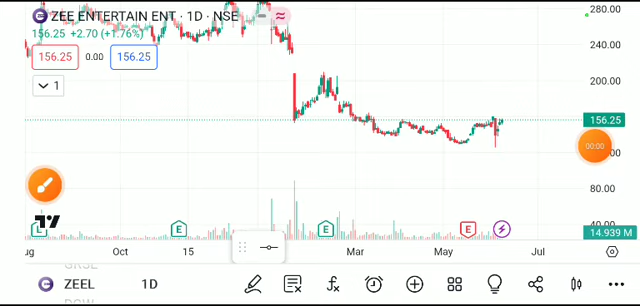 ZEE ENTERTAIN ENT · 1D · NSE
156.25 +2.70 (+1.76%)
156.25 0.00 156.25
1
280.00
240.00
200.00
156.25
00:00
80.00
40.00
14.939 M
E E E
Oct 15 Mar May Jul
ZEEL 1D